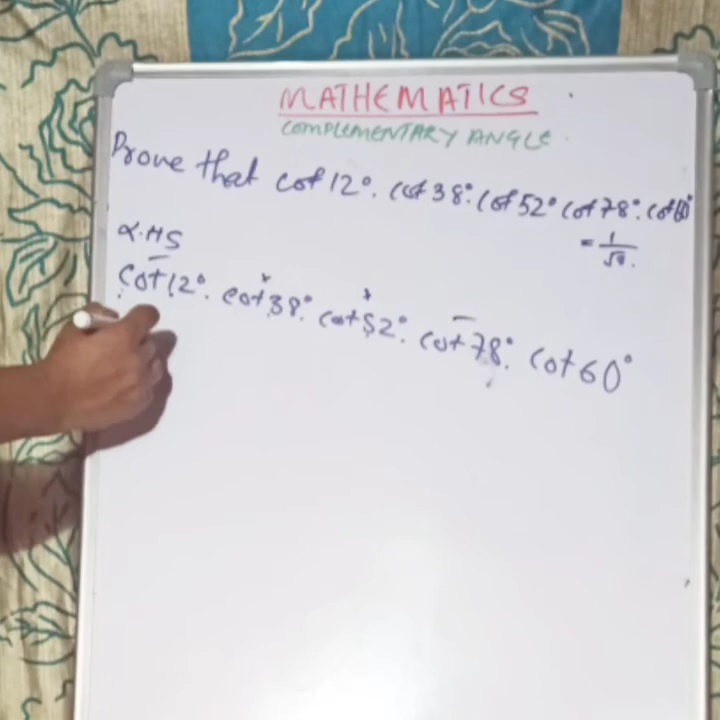 MATHEMATICS
COMPLEMENTARY ANGLE.
Prove that cot 12°. cot 38°. cot 52° cot 78°. cot 60°
= 1/√3.
L.HS
Cot 12°. cot 38°. cot 52°. cot 78°. cot 60°